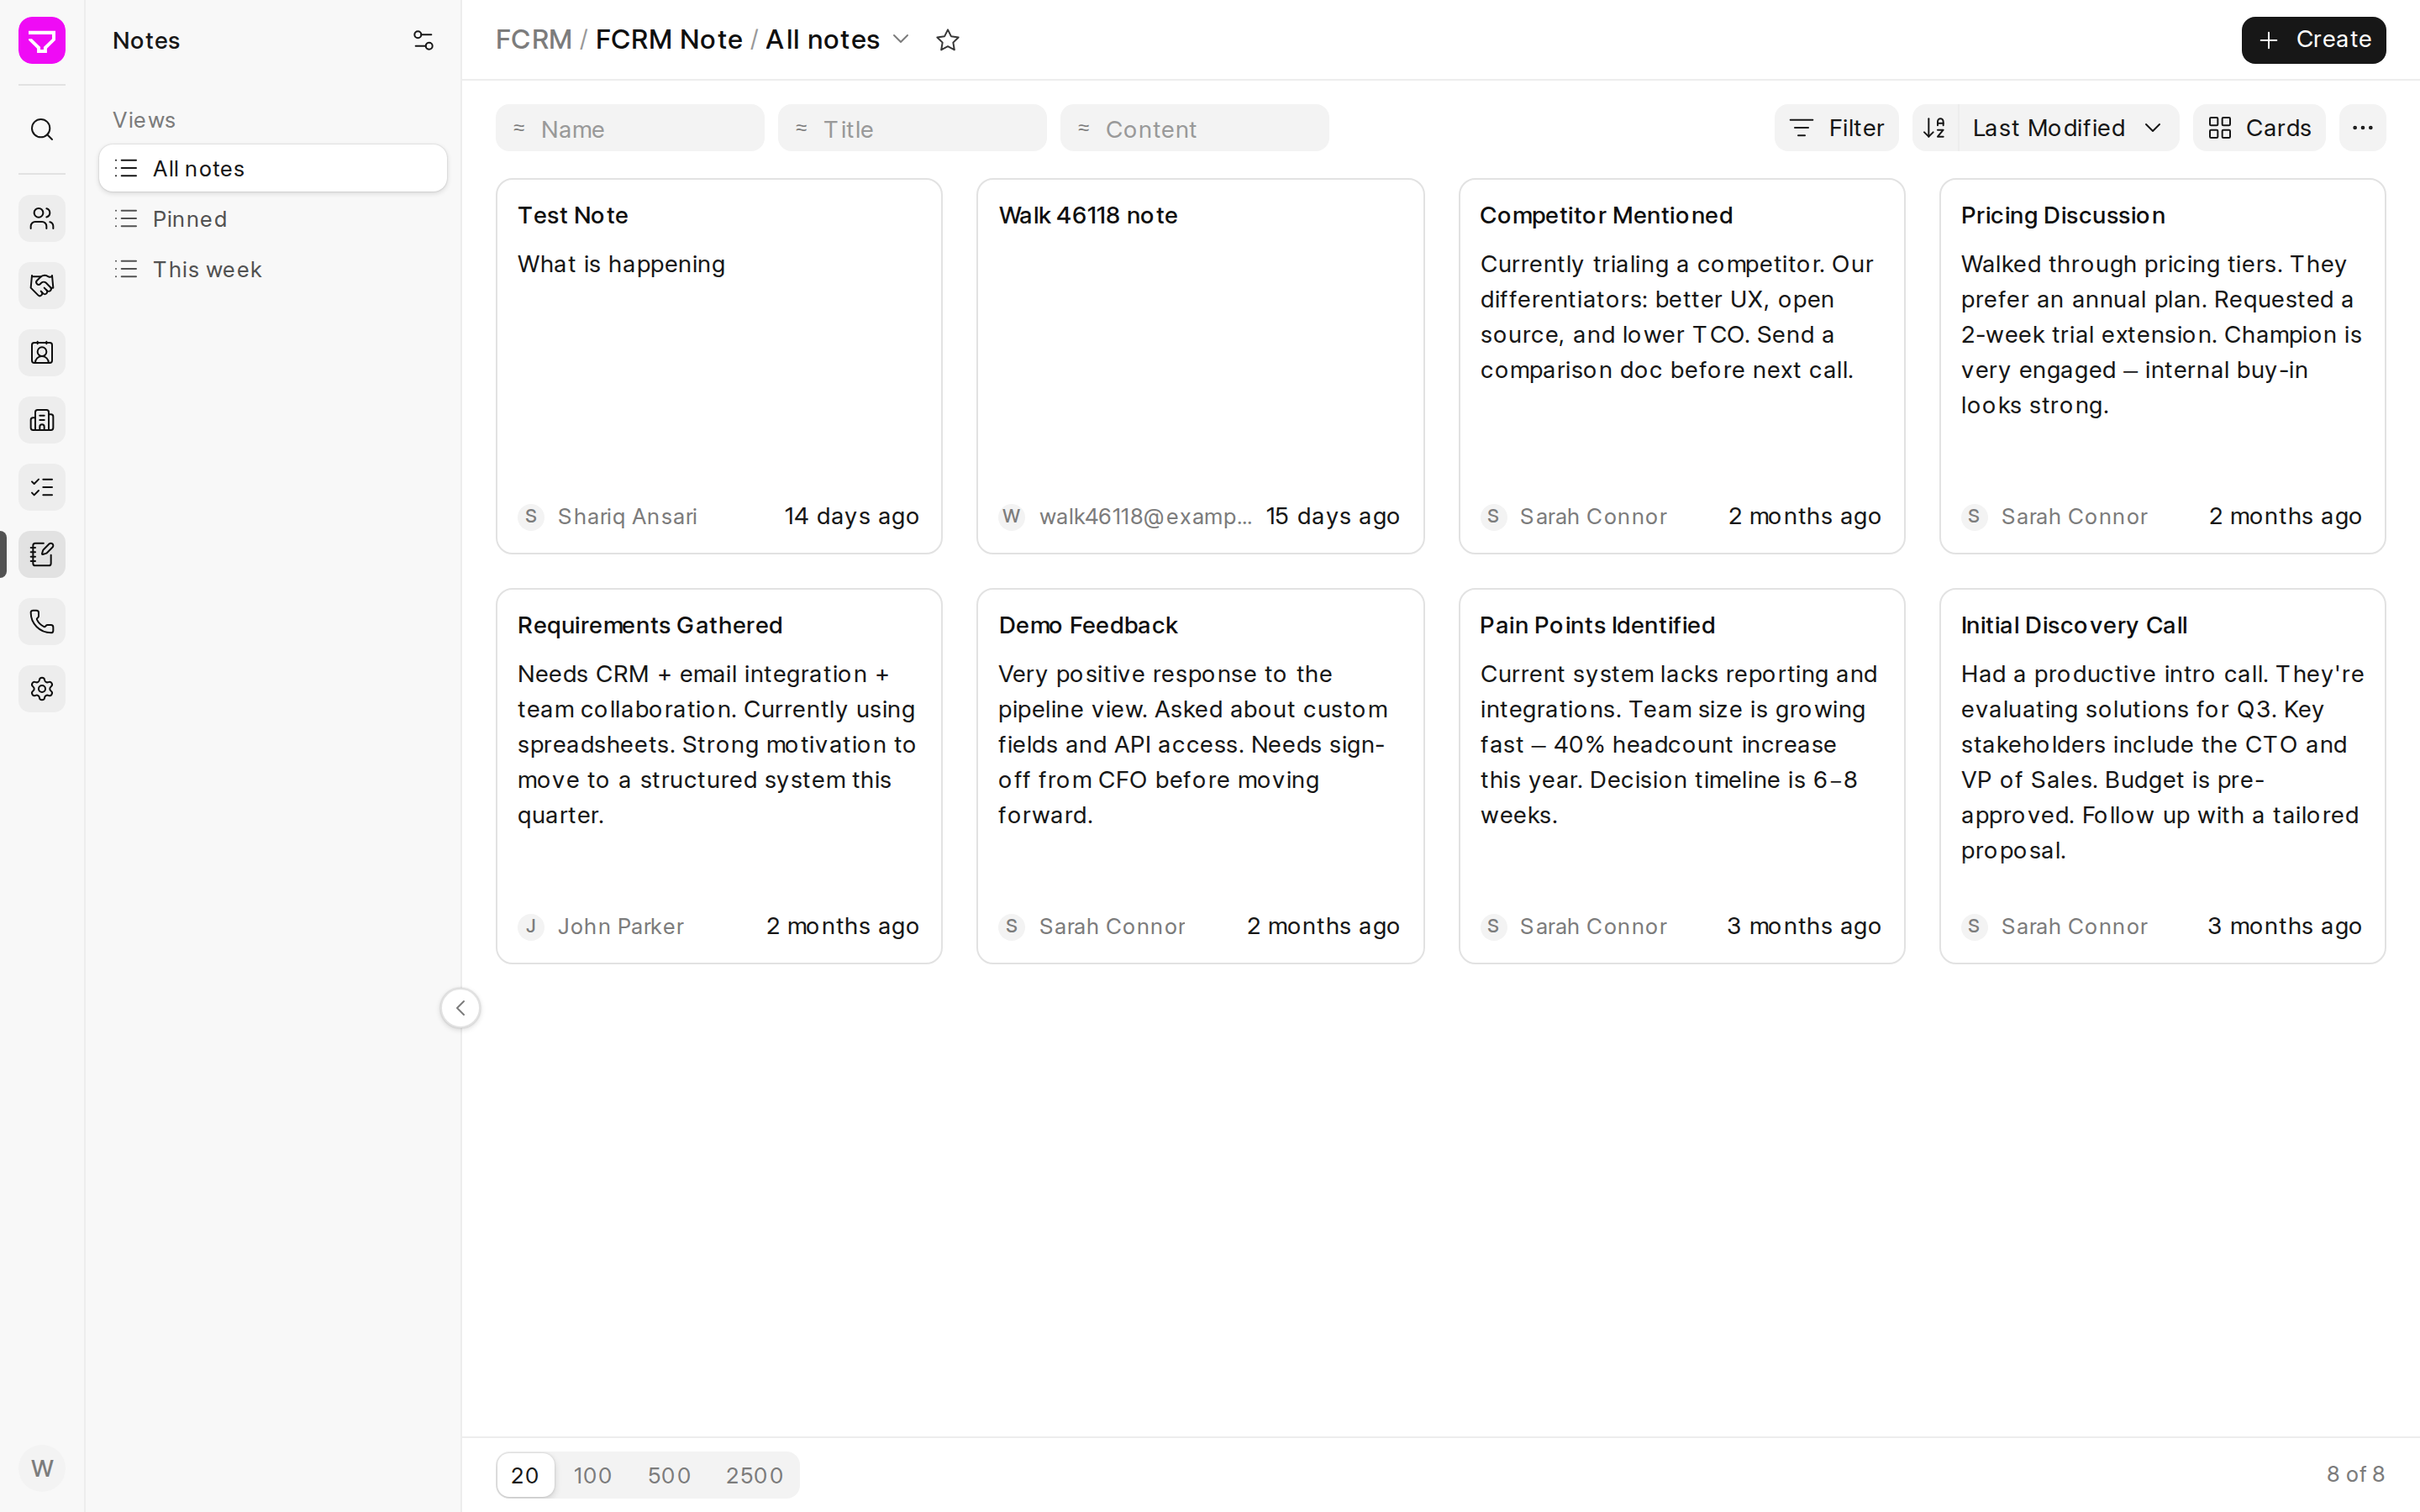 Notes
Views
All notes
Pinned
This week
W
FCRM / FCRM Note / All notes
Create
≈ Name
≈ Title
≈ Content
Filter
Last Modified
Cards
Test Note
What is happening
S Shariq Ansari 14 days ago
Walk 46118 note
W walk46118@examp... 15 days ago
Competitor Mentioned
Currently trialing a competitor. Our
differentiators: better UX, open
source, and lower TCO. Send a
comparison doc before next call.
S Sarah Connor 2 months ago
Pricing Discussion
Walked through pricing tiers. They
prefer an annual plan. Requested a
2-week trial extension. Champion is
very engaged — internal buy-in
looks strong.
S Sarah Connor 2 months ago
Requirements Gathered
Needs CRM + email integration +
team collaboration. Currently using
spreadsheets. Strong motivation to
move to a structured system this
quarter.
J John Parker 2 months ago
Demo Feedback
Very positive response to the
pipeline view. Asked about custom
fields and API access. Needs sign-
off from CFO before moving
forward.
S Sarah Connor 2 months ago
Pain Points Identified
Current system lacks reporting and
integrations. Team size is growing
fast — 40% headcount increase
this year. Decision timeline is 6–8
weeks.
S Sarah Connor 3 months ago
Initial Discovery Call
Had a productive intro call. They're
evaluating solutions for Q3. Key
stakeholders include the CTO and
VP of Sales. Budget is pre-
approved. Follow up with a tailored
proposal.
S Sarah Connor 3 months ago
20 100 500 2500
8 of 8